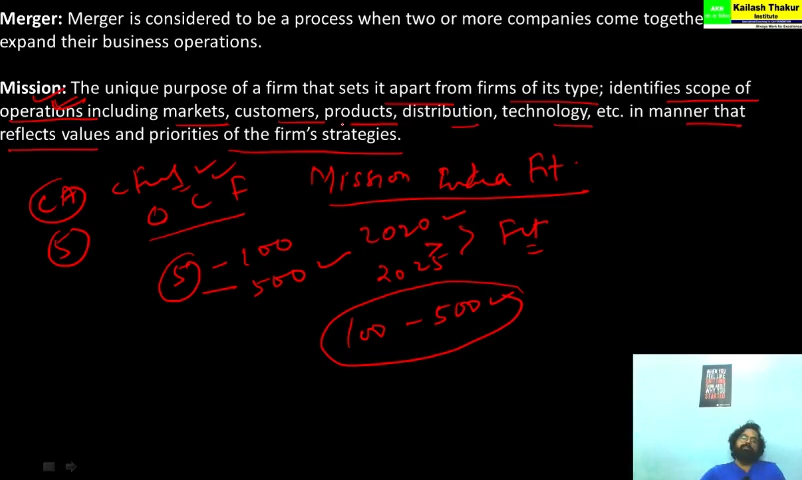 Merger: Merger is considered to be a process when two or more companies come togethe
expand their business operations.
Kailash Thakur
Institute
Mission: The unique purpose of a firm that sets it apart from firms of its type; identifies scope of
operations including markets, customers, products, distribution, technology, etc. in manner that
reflects values and priorities of the firm's strategies.
CA
O C F
Mission India Fit.
5
5 - 100
500
2020
2025
Fit
100 - 500